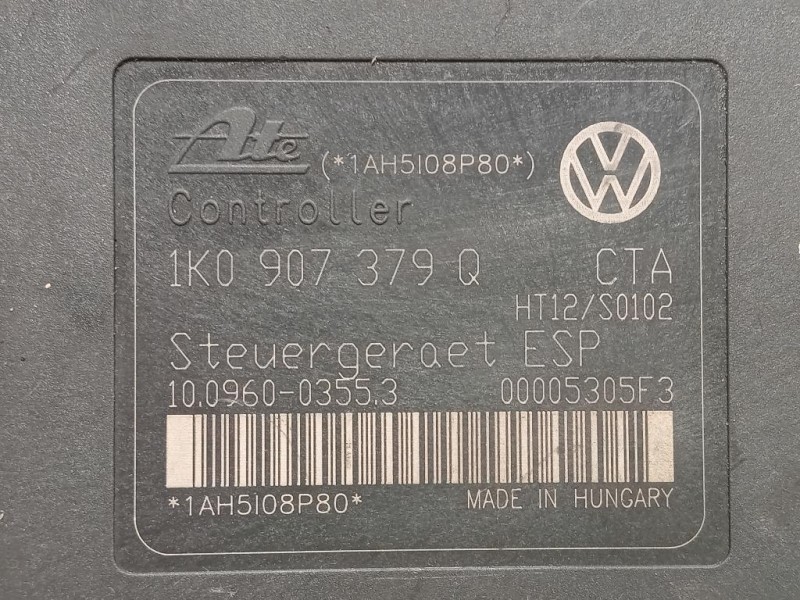 Ate (*1AH5I08P80*)
Controller
1K0 907 379 Q CTA
HT12/S0102
Steuergeraet ESP
10.0960-0355.3 00005305F3
*1AH5I08P80* MADE IN HUNGARY